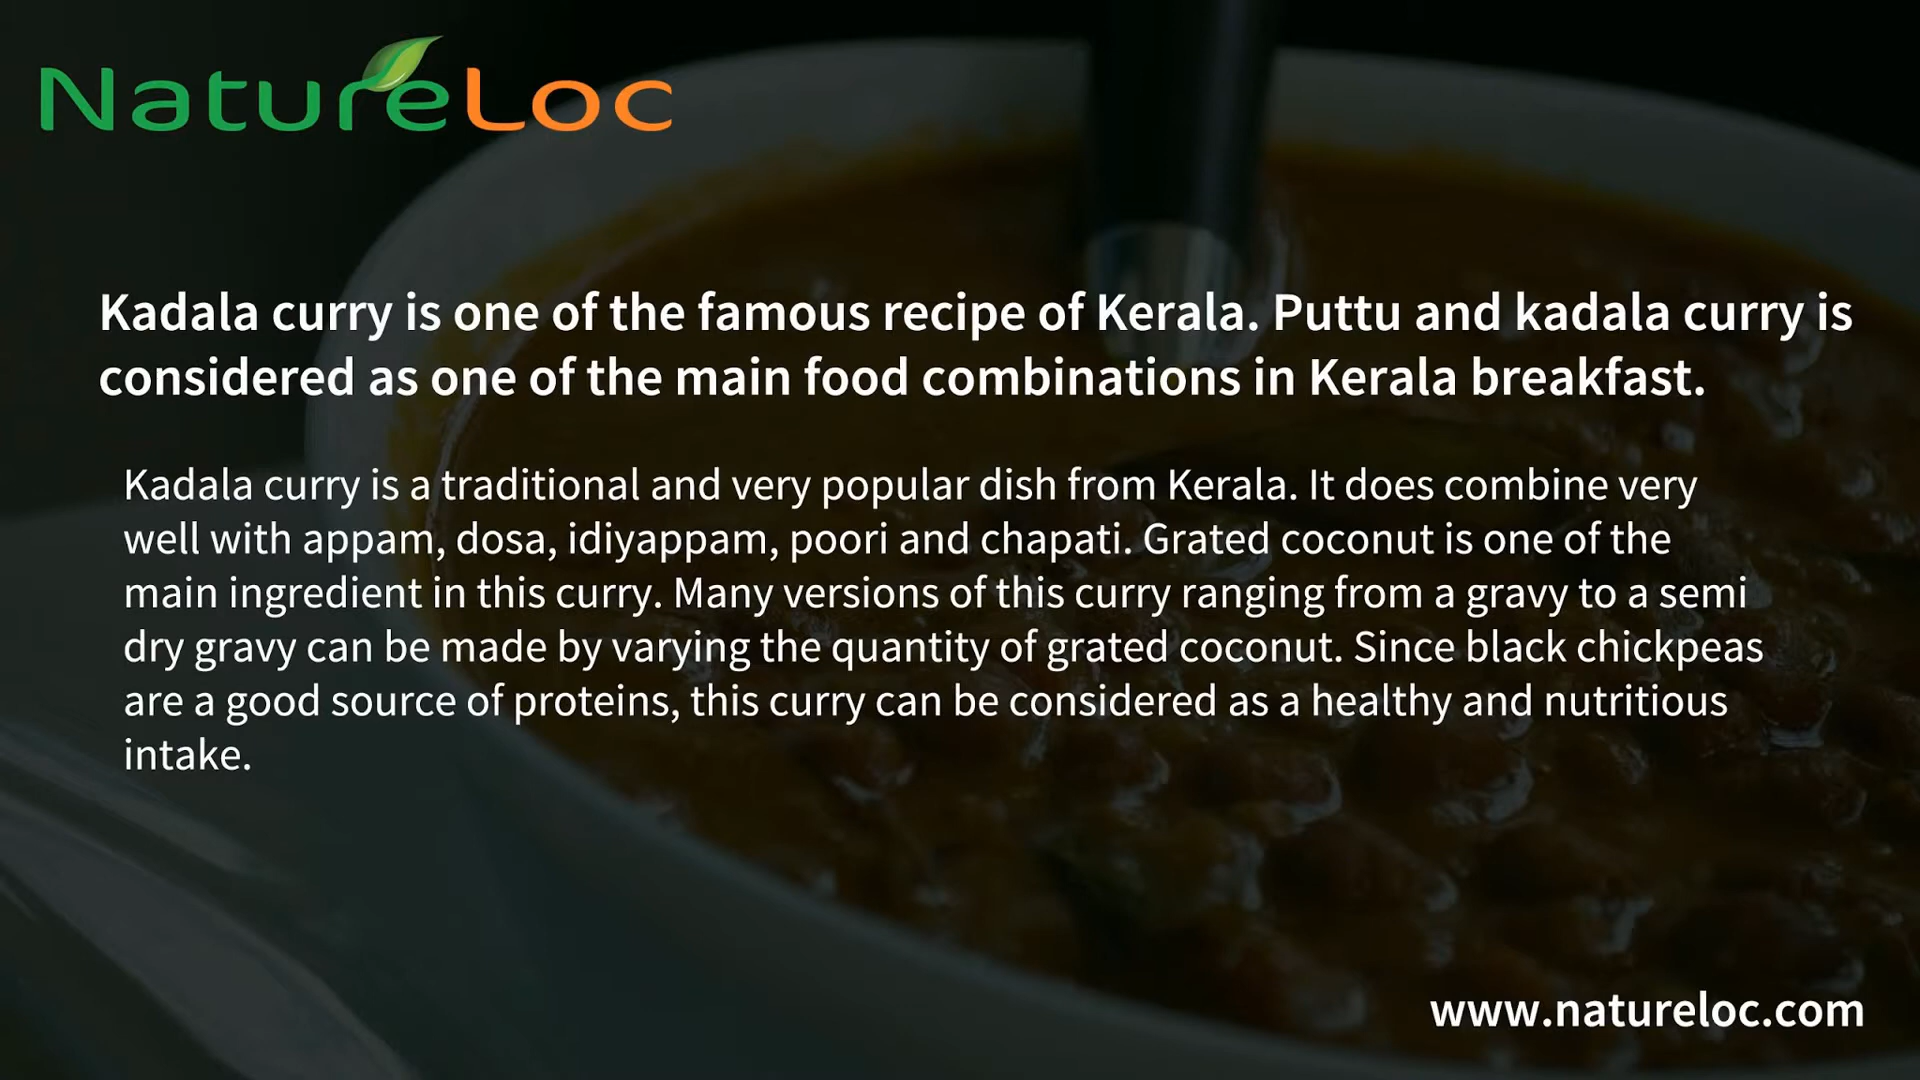 NatureLoc
Kadala curry is one of the famous recipe of Kerala. Puttu and kadala curry is
considered as one of the main food combinations in Kerala breakfast.
Kadala curry is a traditional and very popular dish from Kerala. It does combine very
well with appam, dosa, idiyappam, poori and chapati. Grated coconut is one of the
main ingredient in this curry. Many versions of this curry ranging from a gravy to a semi
dry gravy can be made by varying the quantity of grated coconut. Since black chickpeas
are a good source of proteins, this curry can be considered as a healthy and nutritious
intake.
www.natureloc.com